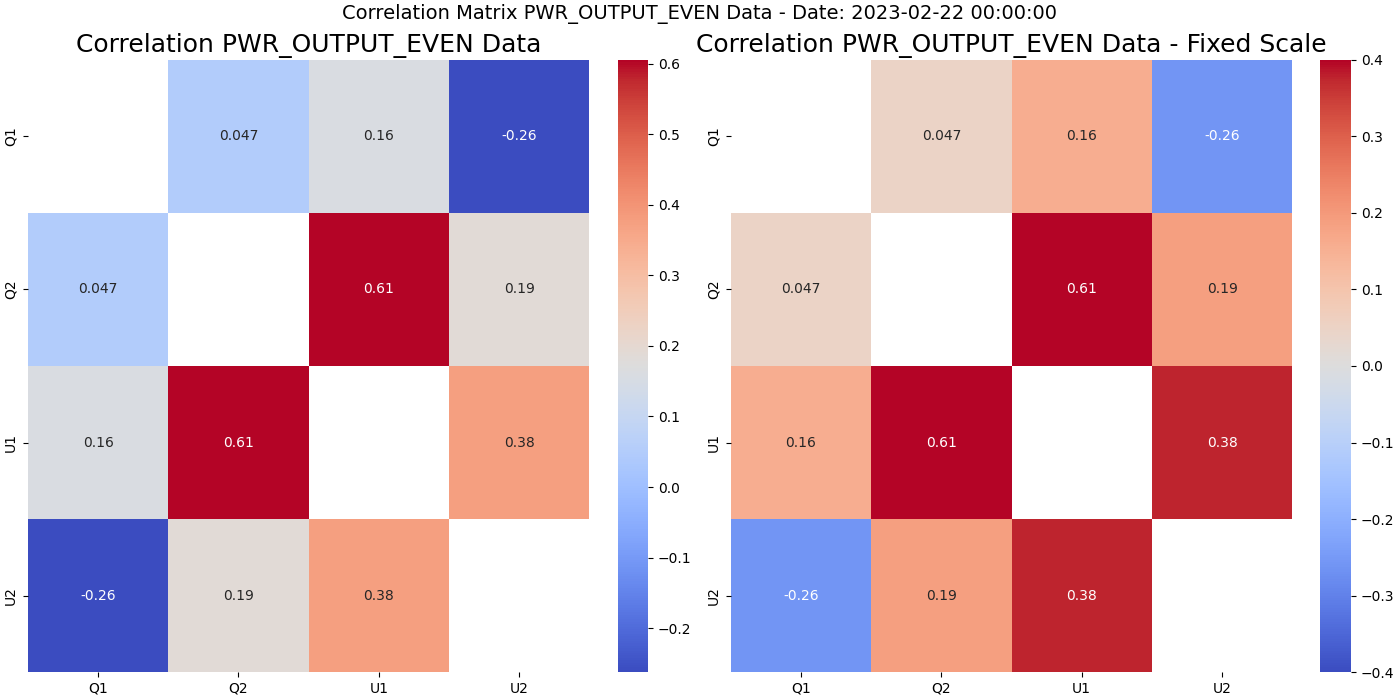 Correlation Matrix PWR_OUTPUT_EVEN Data - Date: 2023-02-22 00:00:00
Correlation PWR_OUTPUT_EVEN Data
Q1
0.047
0.16
-0.26
Q2
0.047
0.61
0.19
U1
0.16
0.61
0.38
U2
-0.26
0.19
0.38
Q1
Q2
U1
U2
0.6
0.5
0.4
0.3
0.2
0.1
0.0
−0.1
−0.2
Correlation PWR_OUTPUT_EVEN Data - Fixed Scale
Q1
0.047
0.16
-0.26
Q2
0.047
0.61
0.19
U1
0.16
0.61
0.38
U2
-0.26
0.19
0.38
Q1
Q2
U1
U2
0.4
0.3
0.2
0.1
0.0
−0.1
−0.2
−0.3
−0.4